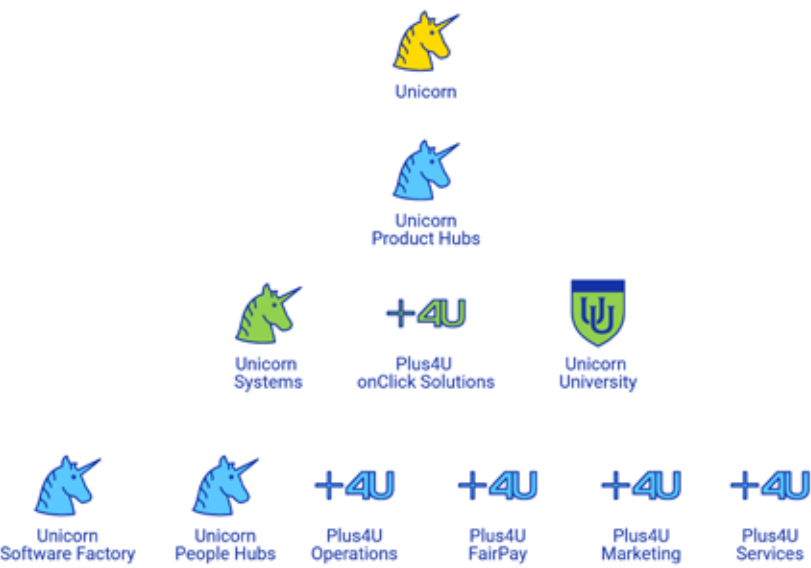 Unicorn
Unicorn
Product Hubs
+4U
UU
Unicorn
Systems
Plus4U
onClick Solutions
Unicorn
University
+4U
+4U
+4U
+4U
Unicorn
Software Factory
Unicorn
People Hubs
Plus4U
Operations
Plus4U
FairPay
Plus4U
Marketing
Plus4U
Services